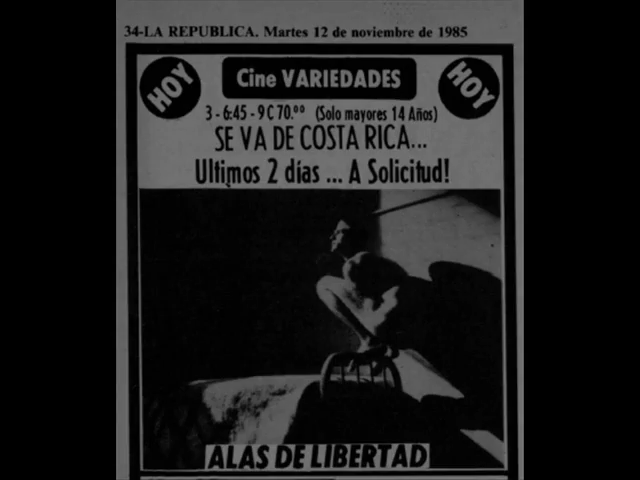 34-LA REPUBLICA. Martes 12 de noviembre de 1985
HOY
Cine VARIEDADES
HOY
3 - 6:45 - 9 C 70.⁰⁰ (Solo mayores 14 Años)
SE VA DE COSTA RICA...
Ultimos 2 días ... A Solicitud!
ALAS DE LIBERTAD